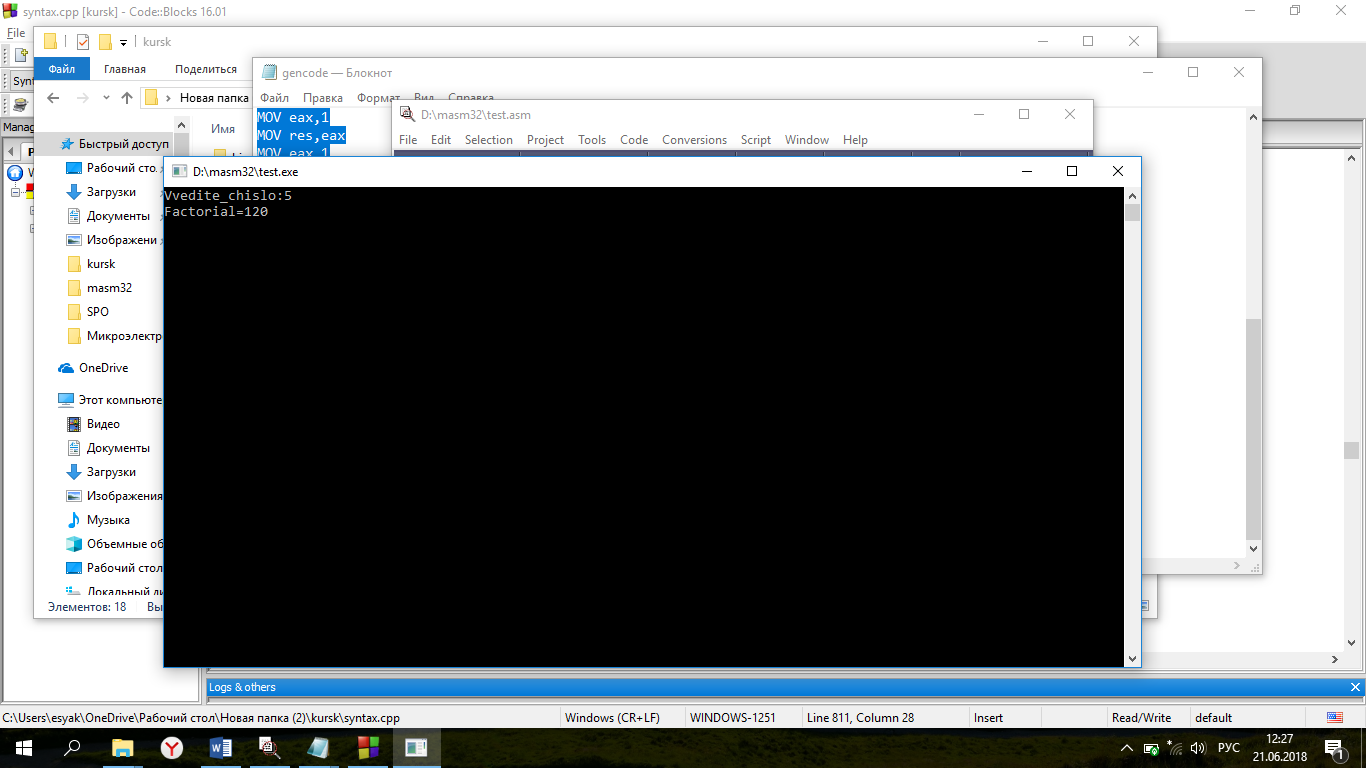 syntax.cpp [kursk] - Code::Blocks 16.01
File
kursk
Файл Главная Поделиться
gencode — Блокнот
Файл Правка Формат Вид Справка
Новая папка
Имя
MOV eax,1
MOV res,eax
MOV eax,1
D:\masm32\test.asm
File Edit Selection Project Tools Code Conversions Script Window Help
D:\masm32\test.exe
Vvedite_chislo:5
Factorial=120
Быстрый доступ
Рабочий сто
Загрузки
Документы
Изображени
kursk
masm32
SPO
Микроэлектр
OneDrive
Этот компьюте
Видео
Документы
Загрузки
Изображения
Музыка
Объемные об
Рабочий стол
Локальный ди
Элементов: 18
Logs & others
C:\Users\esyak\OneDrive\Рабочий стол\Новая папка (2)\kursk\syntax.cpp Windows (CR+LF) WINDOWS-1251 Line 811, Column 28 Insert Read/Write default
РУС
12:27
21.06.2018
1